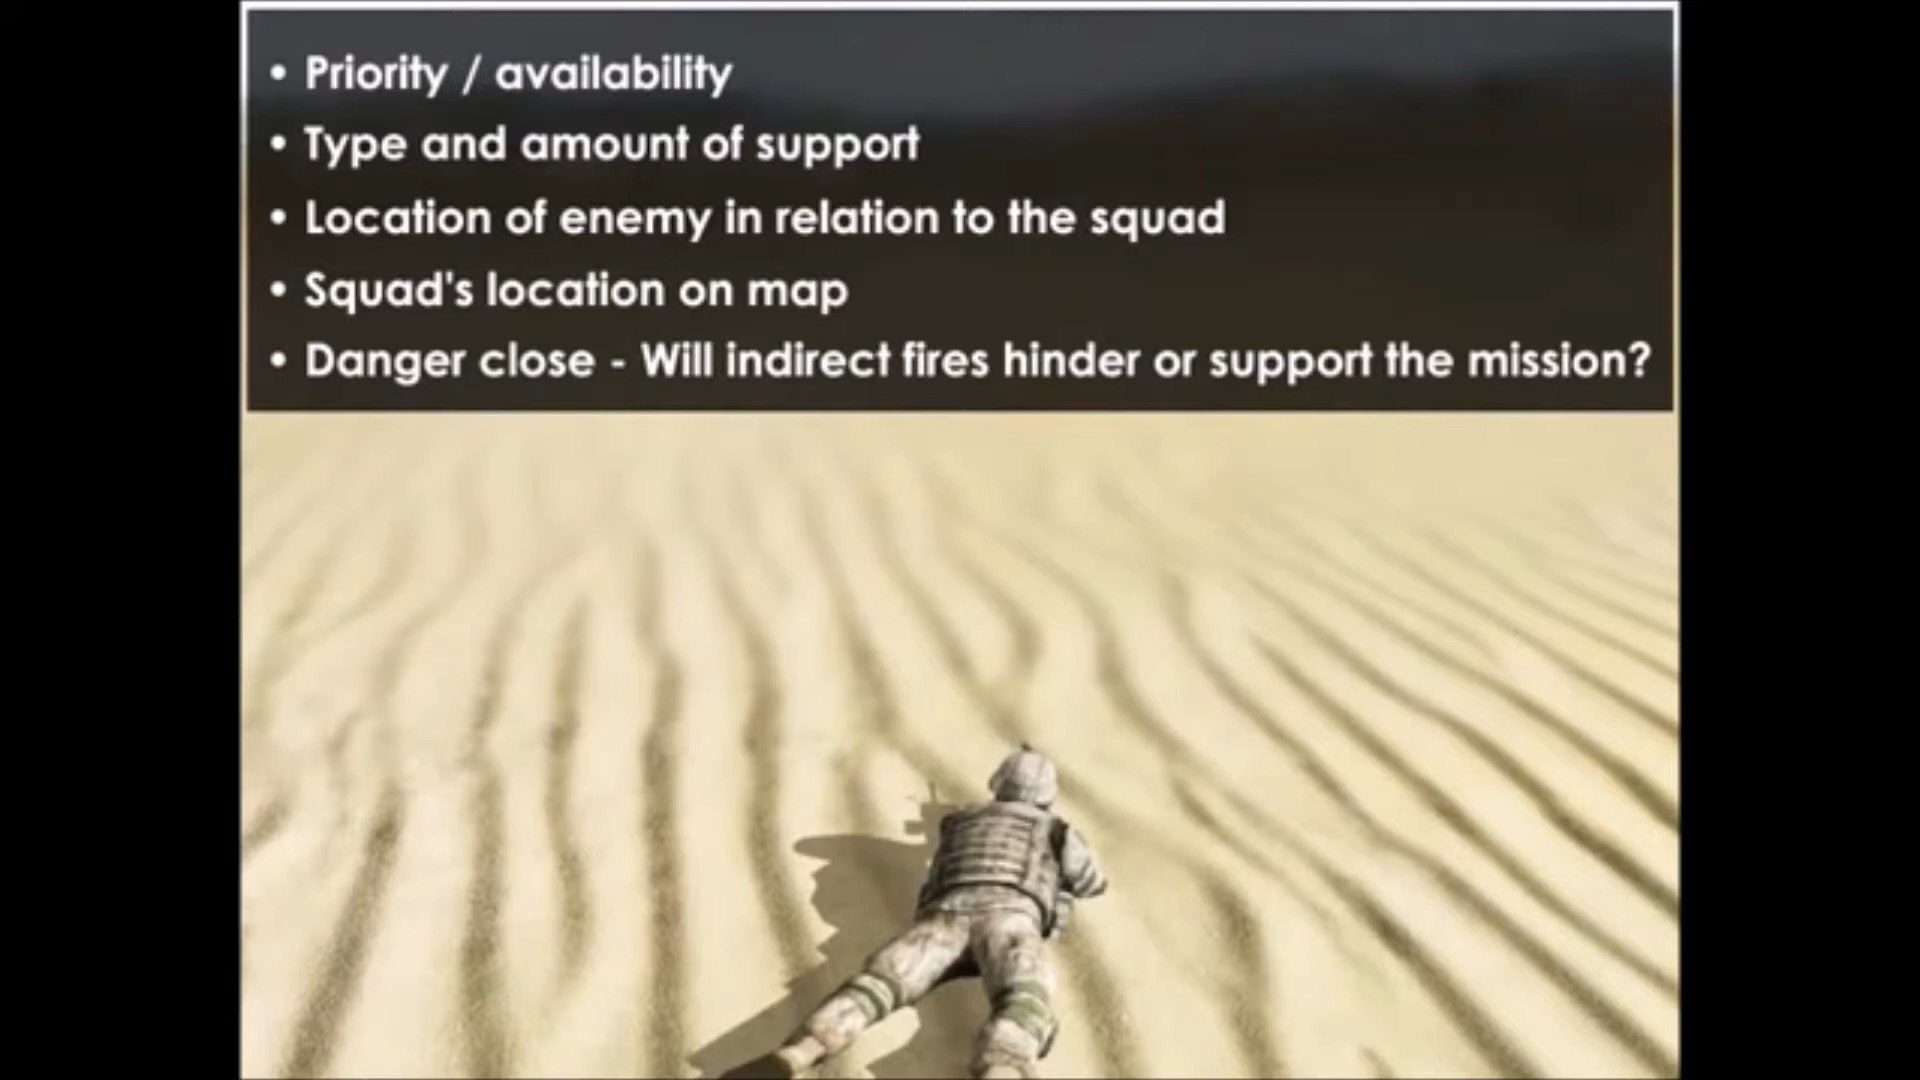 • Priority / availability
• Type and amount of support
• Location of enemy in relation to the squad
• Squad's location on map
• Danger close - Will indirect fires hinder or support the mission?